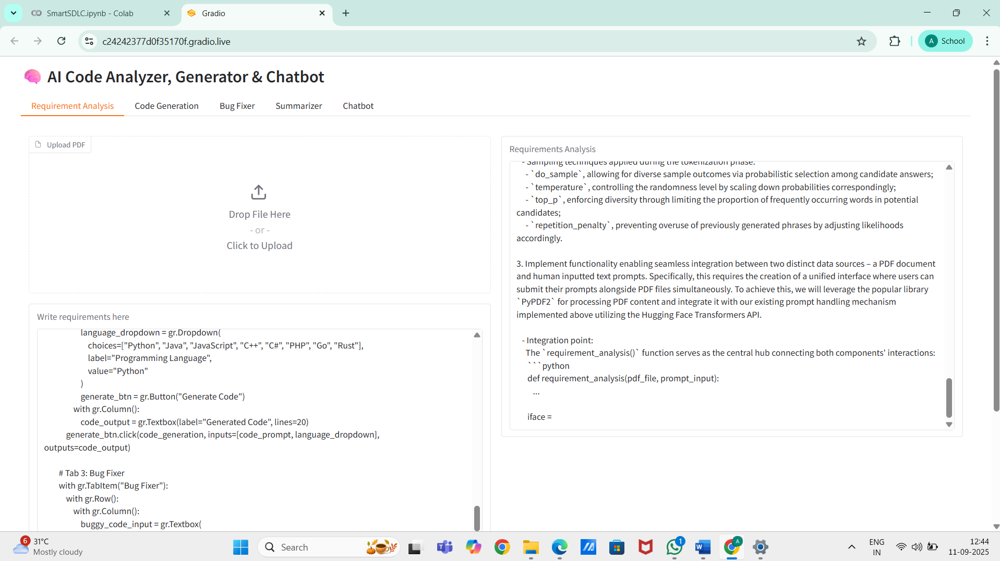 SmartSDLC.ipynb - Colab
Gradio
c24242377d0f35170f.gradio.live
A School
AI Code Analyzer, Generator & Chatbot
Requirement Analysis
Code Generation
Bug Fixer
Summarizer
Chatbot
Upload PDF
Drop File Here
- or -
Click to Upload
Write requirements here
language_dropdown = gr.Dropdown(
choices=["Python", "Java", "JavaScript", "C++", "C#", "PHP", "Go", "Rust"],
label="Programming Language",
value="Python"
)
generate_btn = gr.Button("Generate Code")
with gr.Column():
code_output = gr.Textbox(label="Generated Code", lines=20)
generate_btn.click(code_generation, inputs=[code_prompt, language_dropdown],
outputs=code_output)
# Tab 3: Bug Fixer
with gr.TabItem("Bug Fixer"):
with gr.Row():
with gr.Column():
buggy_code_input = gr.Textbox(
Requirements Analysis
- Sampling techniques applied during the tokenization phase:
- `do_sample`, allowing for diverse sample outcomes via probabilistic selection among candidate answers;
- `temperature`, controlling the randomness level by scaling down probabilities correspondingly;
- `top_p`, enforcing diversity through limiting the proportion of frequently occurring words in potential
candidates;
- `repetition_penalty`, preventing overuse of previously generated phrases by adjusting likelihoods
accordingly.
3. Implement functionality enabling seamless integration between two distinct data sources – a PDF document
and human inputted text prompts. Specifically, this requires the creation of a unified interface where users can
submit their prompts alongside PDF files simultaneously. To achieve this, we will leverage the popular library
`PyPDF2` for processing PDF content and integrate it with our existing prompt handling mechanism
implemented above utilizing the Hugging Face Transformers API.
- Integration point:
The `requirement_analysis()` function serves as the central hub connecting both components' interactions:
```python
def requirement_analysis(pdf_file, prompt_input):
...
iface =
6
31°C
Mostly cloudy
Search
1
A
ENG
IN
12:44
11-09-2025